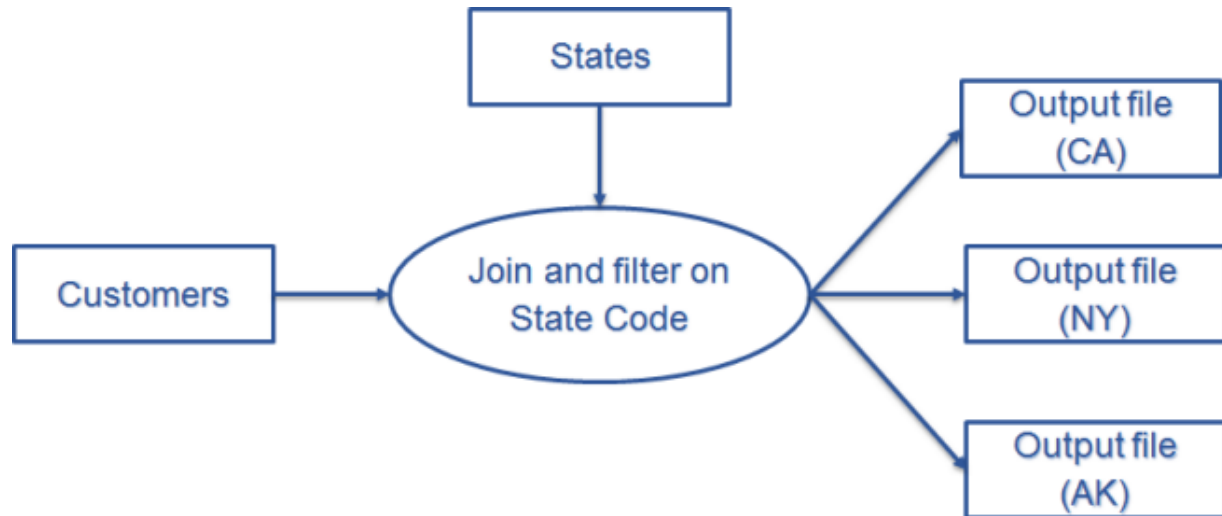 States
Output file
(CA)
Customers
Join and filter on
State Code
Output file
(NY)
Output file
(AK)